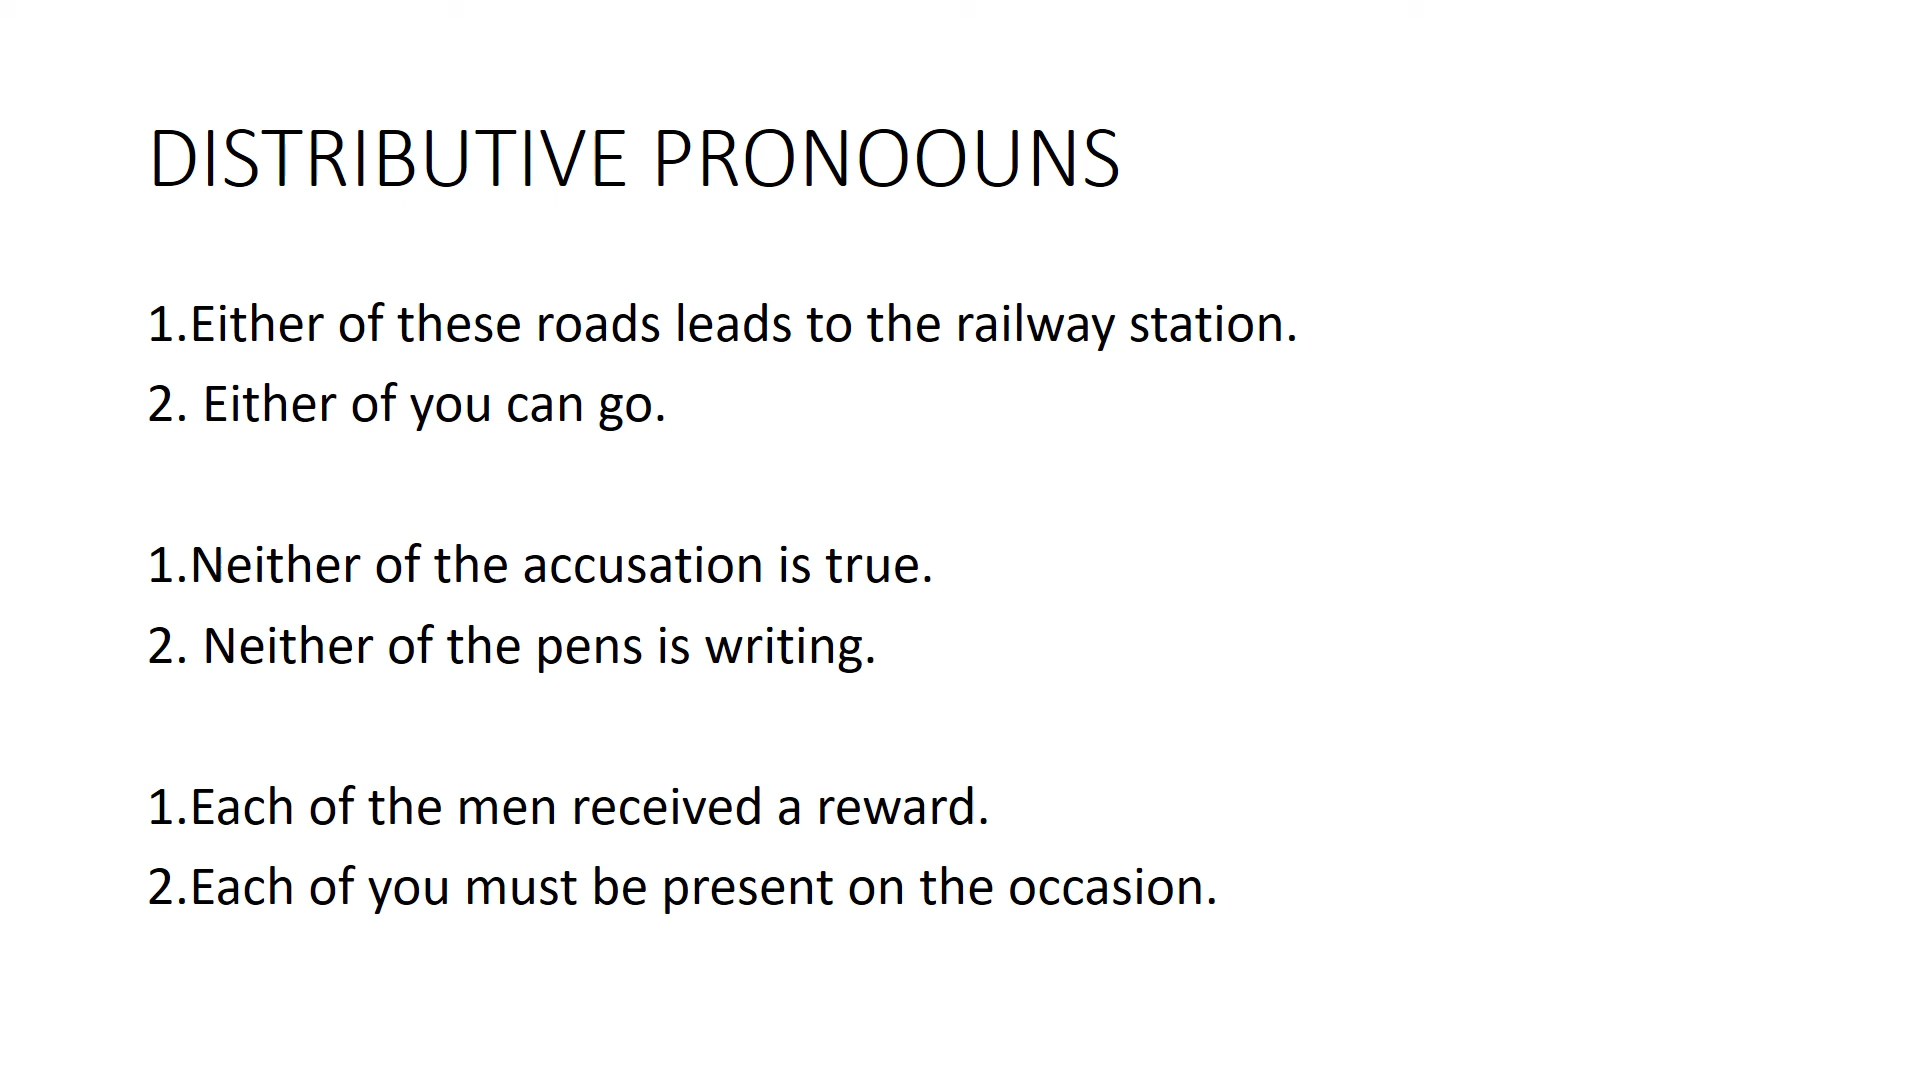 DISTRIBUTIVE PRONOOUNS
1.Either of these roads leads to the railway station.
2. Either of you can go.
1.Neither of the accusation is true.
2. Neither of the pens is writing.
1.Each of the men received a reward.
2.Each of you must be present on the occasion.